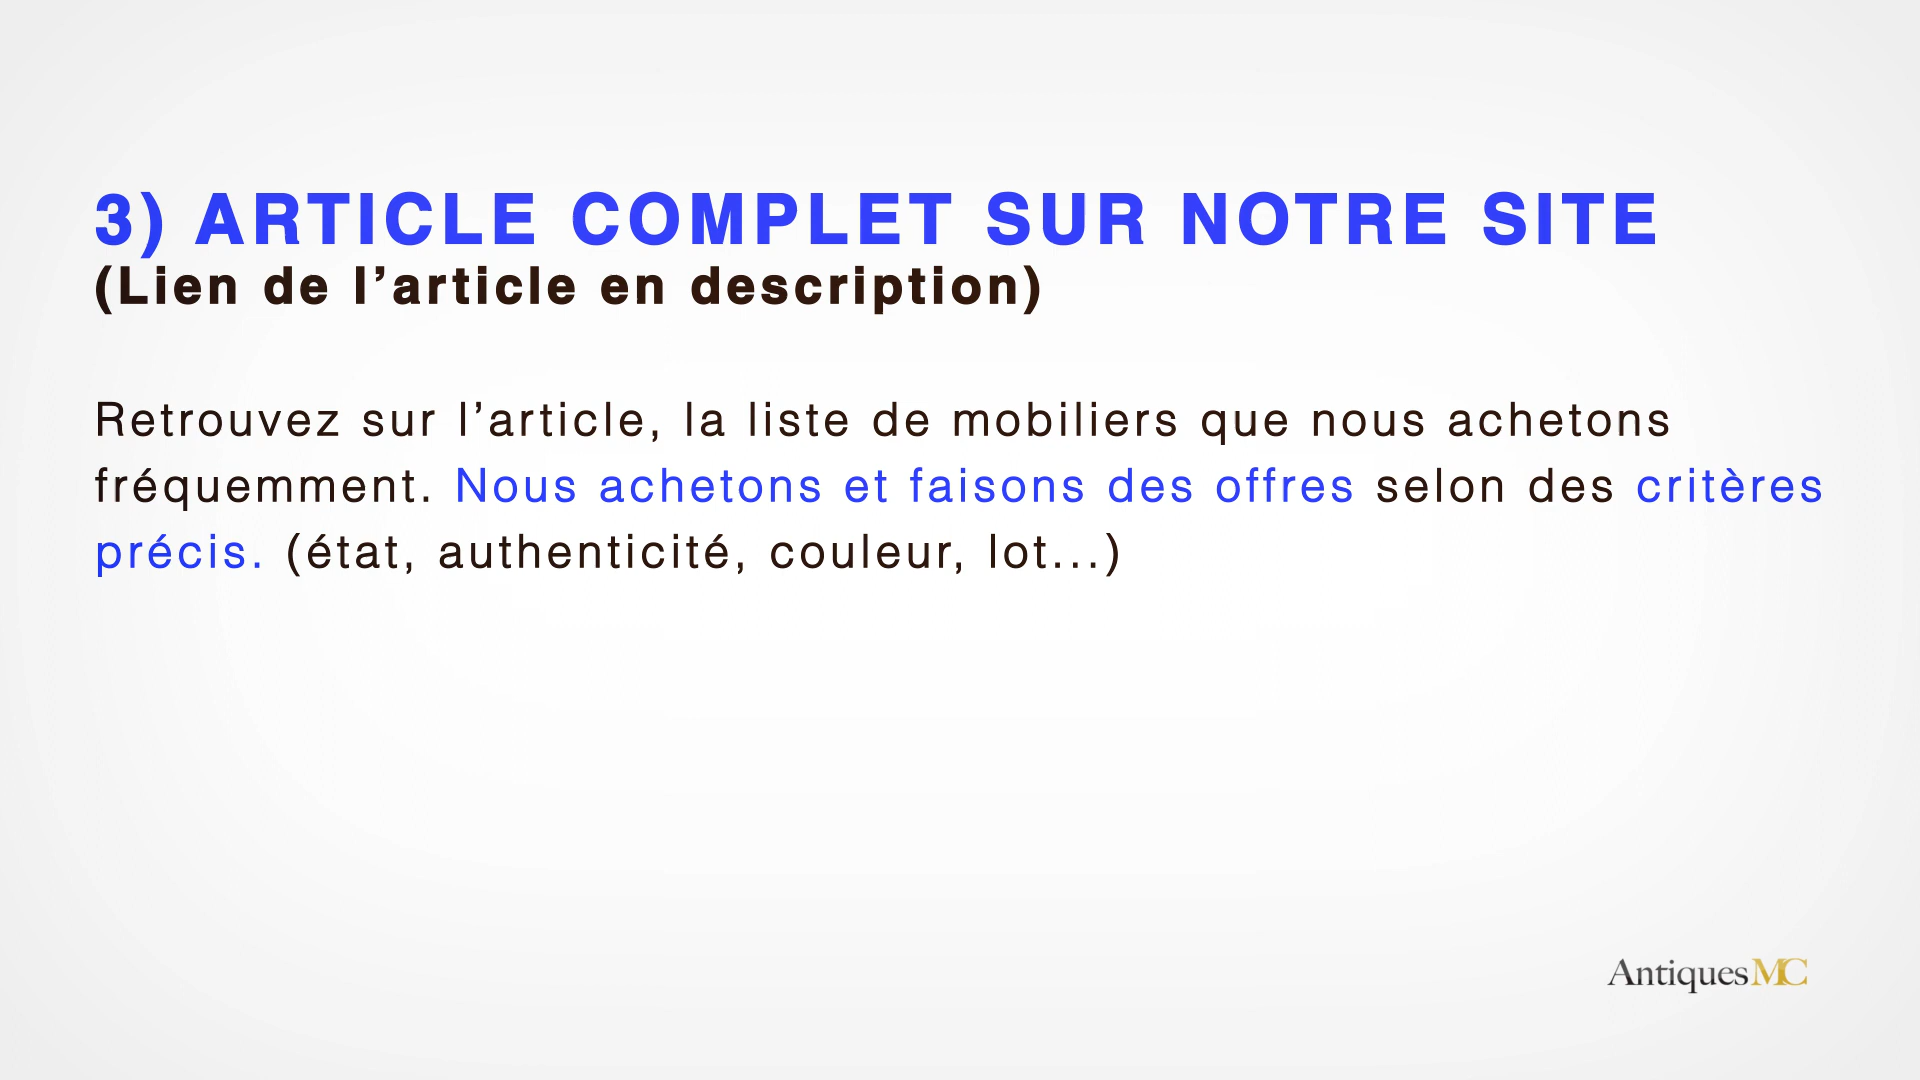 3) ARTICLE COMPLET SUR NOTRE SITE
(Lien de l’article en description)
Retrouvez sur l’article, la liste de mobiliers que nous achetons
fréquemment. Nous achetons et faisons des offres selon des critères
précis. (état, authenticité, couleur, lot...)
AntiquesMC